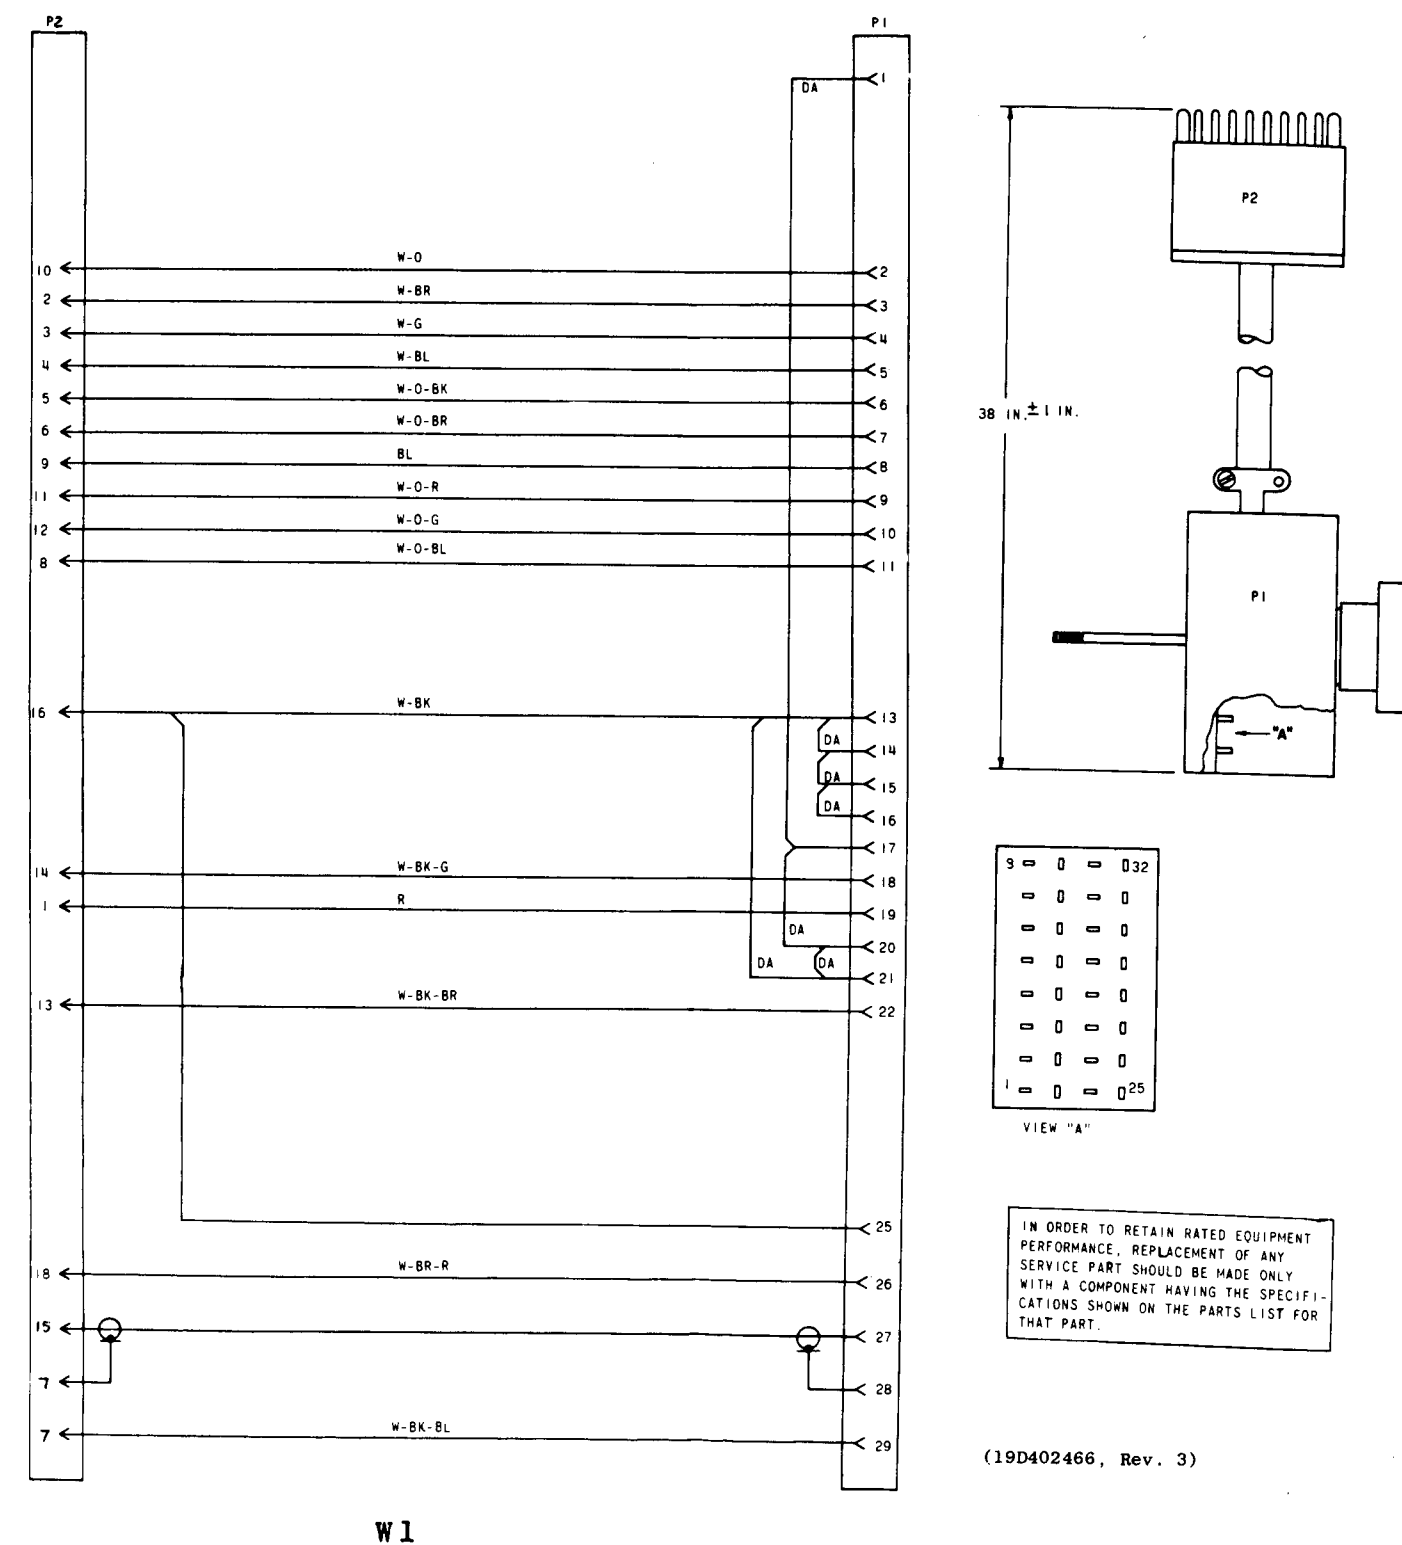 P2
P1
DA
1
10
W-O
2
2
W-BR
3
3
W-G
4
4
W-BL
5
5
W-O-BK
6
6
W-O-BR
7
9
BL
8
11
W-O-R
9
12
W-O-G
10
8
W-O-BL
11
16
W-BK
13
DA
14
DA
15
DA
16
17
14
W-BK-G
18
1
R
19
DA
20
DA
DA
21
13
W-BK-BR
22
25
18
W-BR-R
26
15
27
7
28
7
W-BK-BL
29
W1
P2
38 IN. ± 1 IN.
P1
"A"
9
32
1
25
VIEW "A"
IN ORDER TO RETAIN RATED EQUIPMENT
PERFORMANCE, REPLACEMENT OF ANY
SERVICE PART SHOULD BE MADE ONLY
WITH A COMPONENT HAVING THE SPECIFI-
CATIONS SHOWN ON THE PARTS LIST FOR
THAT PART.
(19D402466, Rev. 3)